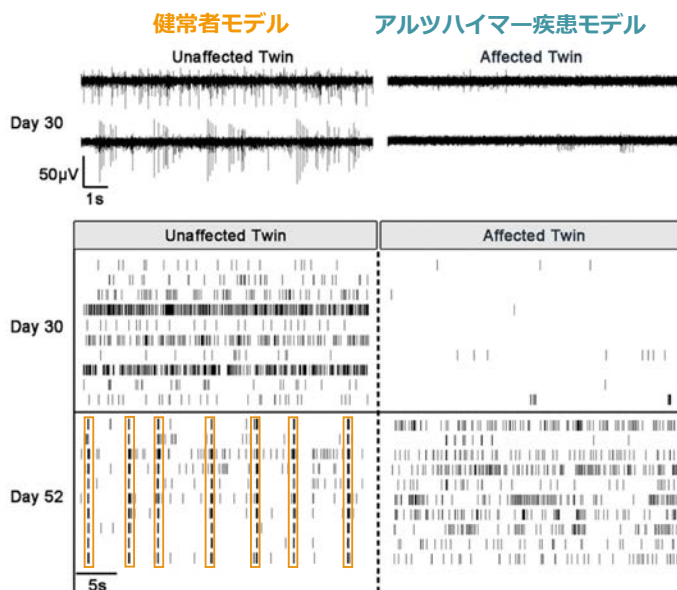 健常者モデル アルツハイマー疾患モデル
Unaffected Twin Affected Twin
Day 30
50μV
1s
Unaffected Twin Affected Twin
Day 30
Day 52
5s